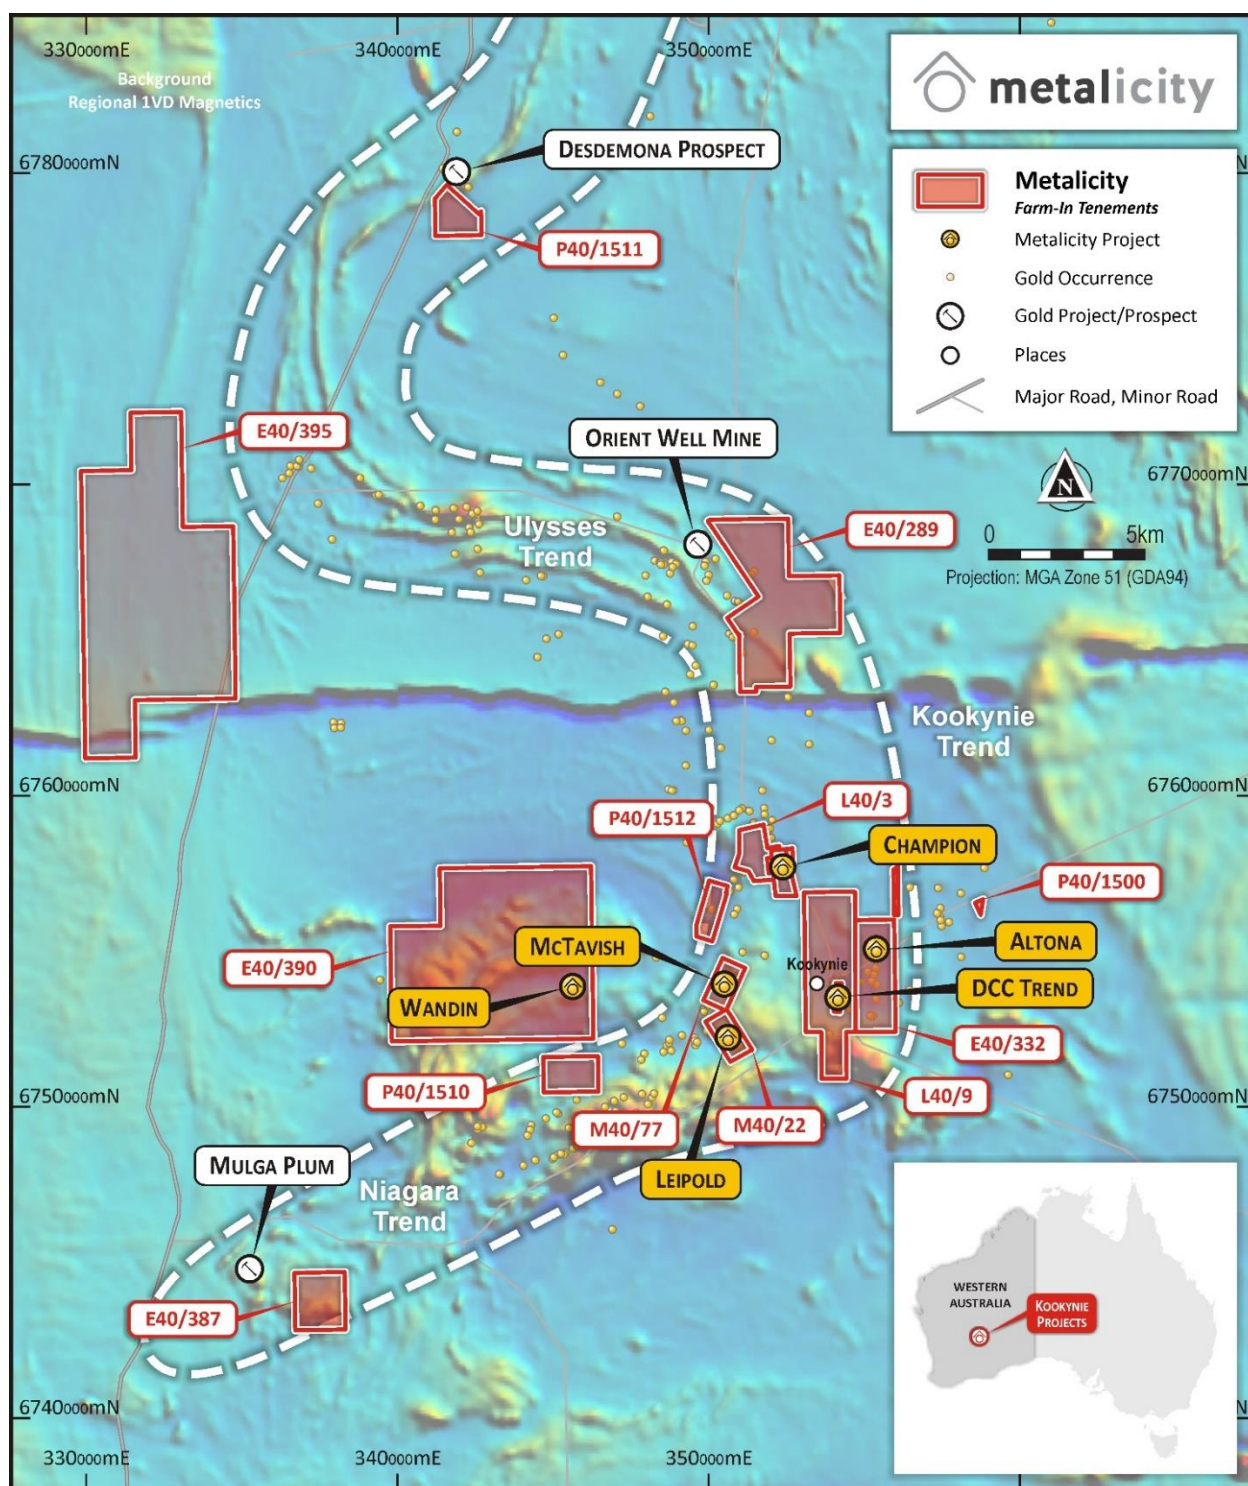 330000mE
340000mE
350000mE
Background
Regional 1VD Magnetics
metalicity
6780000mN
DESDEMONA PROSPECT
P40/1511
Metalicity
Farm-In Tenements
Metalicity Project
Gold Occurrence
Gold Project/Prospect
Places
Major Road, Minor Road
E40/395
ORIENT WELL MINE
N
6770000mN
0
5km
Projection: MGA Zone 51 (GDA94)
Ulysses
Trend
E40/289
Kookynie
Trend
6760000mN
6760000mN
L40/3
P40/1512
CHAMPION
P40/1500
MCTAVISH
ALTONA
E40/390
Kookynie
WANDIN
DCC TREND
E40/332
P40/1510
L40/9
6750000mN
6750000mN
M40/77
M40/22
MULGA PLUM
LEIPOLD
Niagara
Trend
E40/387
WESTERN
AUSTRALIA
KOOKYNIE
PROJECTS
6740000mN
330000mE
340000mE
350000mE